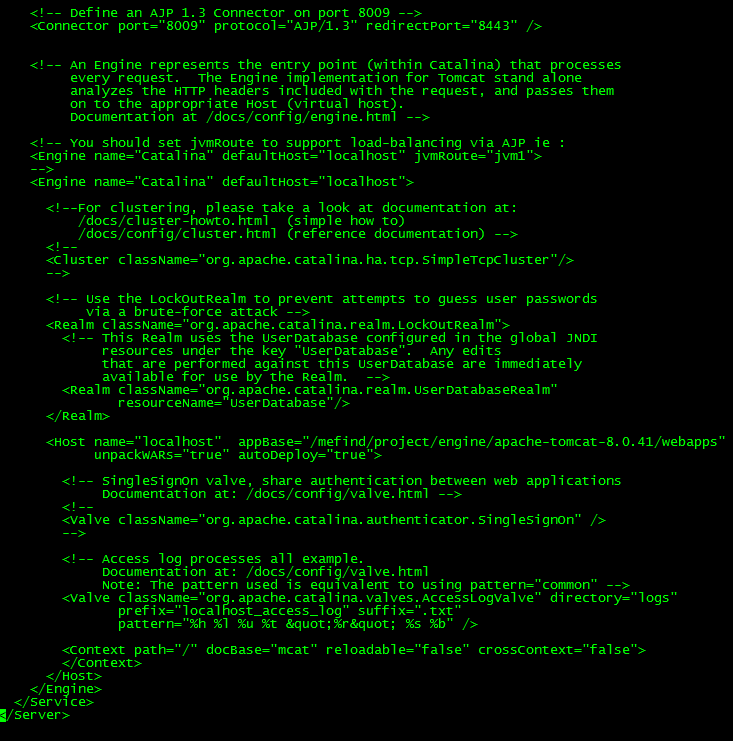 <!-- Define an AJP 1.3 Connector on port 8009 -->
<Connector port="8009" protocol="AJP/1.3" redirectPort="8443" />
<!-- An Engine represents the entry point (within Catalina) that processes
every request.  The Engine implementation for Tomcat stand alone
analyzes the HTTP headers included with the request, and passes them
on to the appropriate Host (virtual host).
Documentation at /docs/config/engine.html -->
<!-- You should set jvmRoute to support load-balancing via AJP ie :
<Engine name="Catalina" defaultHost="localhost" jvmRoute="jvm1">
-->
<Engine name="Catalina" defaultHost="localhost">
<!--For clustering, please take a look at documentation at:
/docs/cluster-howto.html  (simple how to)
/docs/config/cluster.html (reference documentation) -->
<!--
<Cluster className="org.apache.catalina.ha.tcp.SimpleTcpCluster"/>
-->
<!-- Use the LockOutRealm to prevent attempts to guess user passwords
via a brute-force attack -->
<Realm className="org.apache.catalina.realm.LockOutRealm">
<!-- This Realm uses the UserDatabase configured in the global JNDI
resources under the key "UserDatabase".  Any edits
that are performed against this UserDatabase are immediately
available for use by the Realm.  -->
<Realm className="org.apache.catalina.realm.UserDatabaseRealm"
resourceName="UserDatabase"/>
</Realm>
<Host name="localhost"  appBase="/mefind/project/engine/apache-tomcat-8.0.41/webapps"
unpackWARs="true" autoDeploy="true">
<!-- SingleSignOn valve, share authentication between web applications
Documentation at: /docs/config/valve.html -->
<!--
<Valve className="org.apache.catalina.authenticator.SingleSignOn" />
-->
<!-- Access log processes all example.
Documentation at: /docs/config/valve.html
Note: The pattern used is equivalent to using pattern="common" -->
<Valve className="org.apache.catalina.valves.AccessLogValve" directory="logs"
prefix="localhost_access_log" suffix=".txt"
pattern="%h %l %u %t &quot;%r&quot; %s %b" />
<Context path="/" docBase="mcat" reloadable="false" crossContext="false">
</Context>
</Host>
</Engine>
</Service>
</Server>